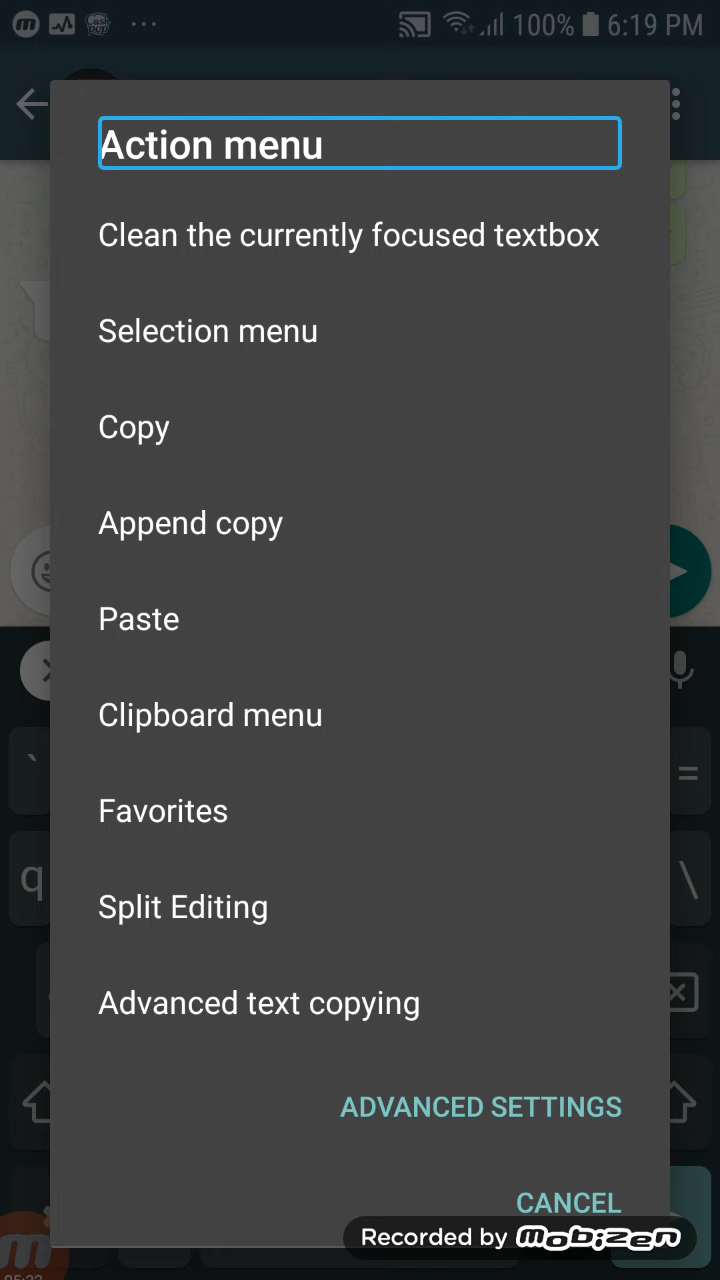 100% 6:19 PM
Action menu
Clean the currently focused textbox
Selection menu
Copy
Append copy
Paste
Clipboard menu
Favorites
Split Editing
Advanced text copying
` =
q \
ADVANCED SETTINGS
CANCEL
Recorded by mobizen